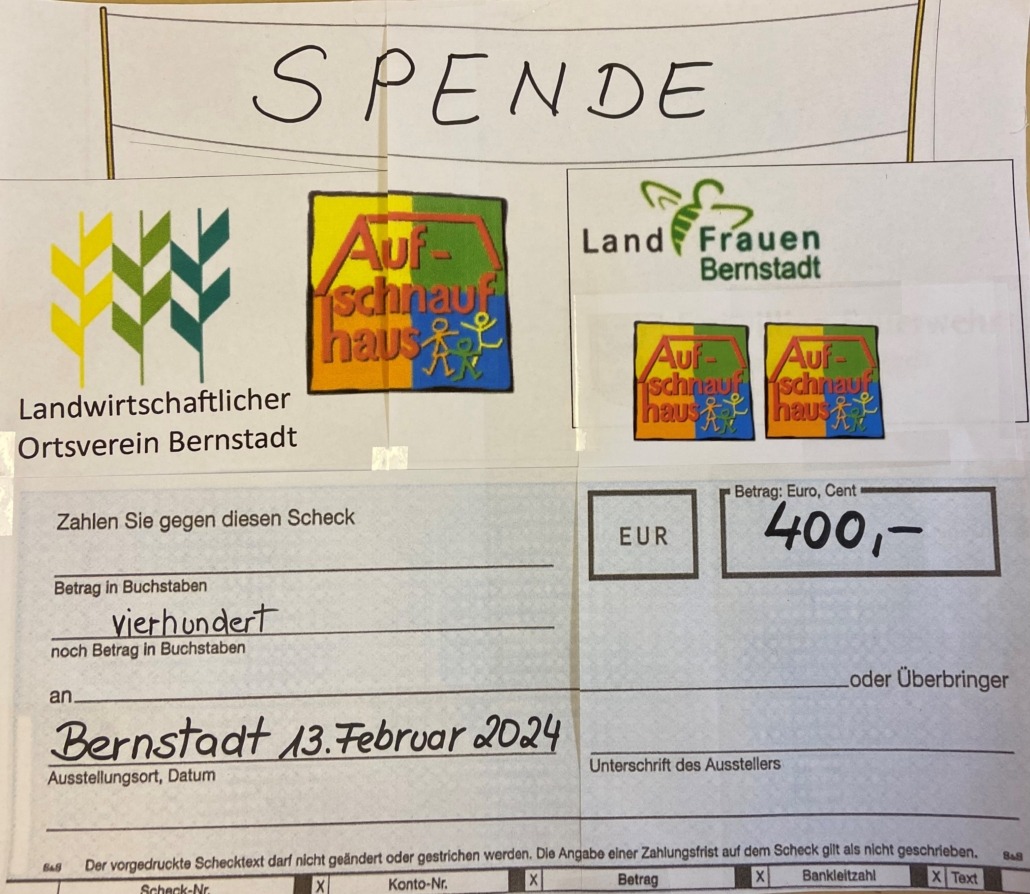 SPENDE
Auf-
schnauf
haus
Land Frauen
Bernstadt
Auf-
schnauf
haus
Auf-
schnauf
haus
Landwirtschaftlicher
Ortsverein Bernstadt
Zahlen Sie gegen diesen Scheck
EUR
Betrag: Euro, Cent
400,-
Betrag in Buchstaben
vierhundert
noch Betrag in Buchstaben
an
oder Überbringer
Bernstadt 13. Februar 2024
Ausstellungsort, Datum
Unterschrift des Ausstellers
Der vorgedruckte Schecktext darf nicht geändert oder gestrichen werden. Die Angabe einer Zahlungsfrist auf dem Scheck gilt als nicht geschrieben.
Scheck-Nr. X Konto-Nr. X Betrag X Bankleitzahl X Text